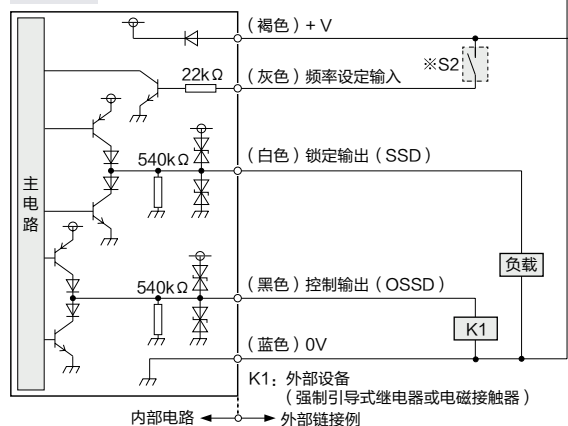 （褐色）+ V
※S2
22kΩ
（灰色）频率设定输入
540kΩ
（白色）锁定输出（SSD）
主电路
负载
540kΩ
（黑色）控制输出（OSSD）
K1
（蓝色）0V
K1：外部设备
（强制引导式继电器或电磁接触器）
内部电路
外部链接例